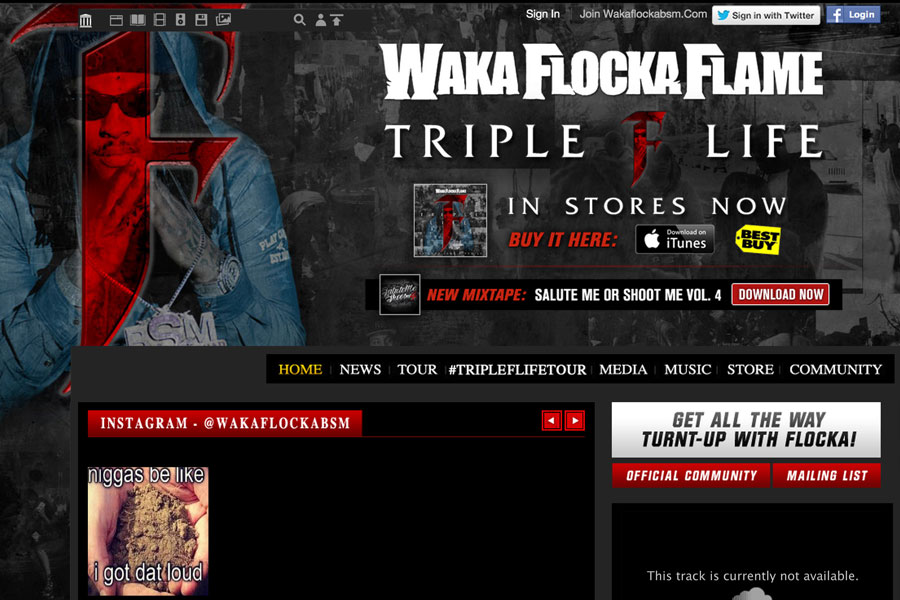 Sign In
Join Wakaflockabsm.Com
Sign in with Twitter
f Login
WAKA FLOCKA FLAME
TRIPLE F LIFE
IN STORES NOW
BUY IT HERE:
Download on
iTunes
BEST
BUY
NEW MIXTAPE: SALUTE ME OR SHOOT ME VOL. 4 DOWNLOAD NOW
BSM
HOME NEWS TOUR #TRIPLEFLIFETOUR MEDIA MUSIC STORE COMMUNITY
INSTAGRAM - @WAKAFLOCKABSM
GET ALL THE WAY
TURNT-UP WITH FLOCKA!
OFFICIAL COMMUNITY MAILING LIST
niggas be like
i got dat loud
This track is currently not available.